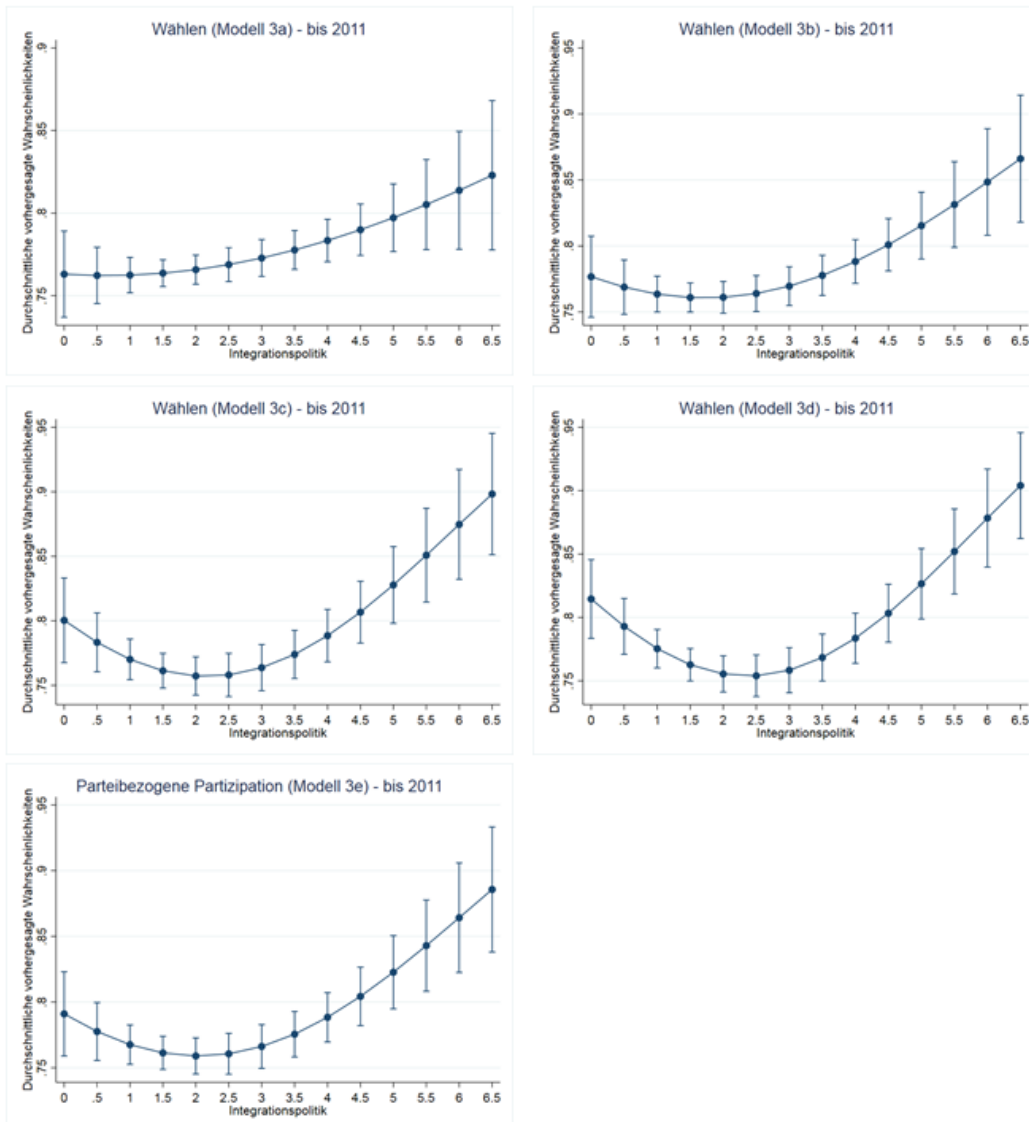 Wählen (Modell 3a) - bis 2011
Durchschnittliche vorhergesagte Wahrscheinlichkeiten
.9
.85
.8
.75
0 .5 1 1.5 2 2.5 3 3.5 4 4.5 5 5.5 6 6.5
Integrationspolitik
Wählen (Modell 3b) - bis 2011
Durchschnittliche vorhergesagte Wahrscheinlichkeiten
.95
.9
.85
.8
.75
0 .5 1 1.5 2 2.5 3 3.5 4 4.5 5 5.5 6 6.5
Integrationspolitik
Wählen (Modell 3c) - bis 2011
Durchschnittliche vorhergesagte Wahrscheinlichkeiten
.95
.9
.85
.8
.75
0 .5 1 1.5 2 2.5 3 3.5 4 4.5 5 5.5 6 6.5
Integrationspolitik
Wählen (Modell 3d) - bis 2011
Durchschnittliche vorhergesagte Wahrscheinlichkeiten
.95
.9
.85
.8
.75
0 .5 1 1.5 2 2.5 3 3.5 4 4.5 5 5.5 6 6.5
Integrationspolitik
Parteibezogene Partizipation (Modell 3e) - bis 2011
Durchschnittliche vorhergesagte Wahrscheinlichkeiten
.95
.9
.85
.8
.75
0 .5 1 1.5 2 2.5 3 3.5 4 4.5 5 5.5 6 6.5
Integrationspolitik